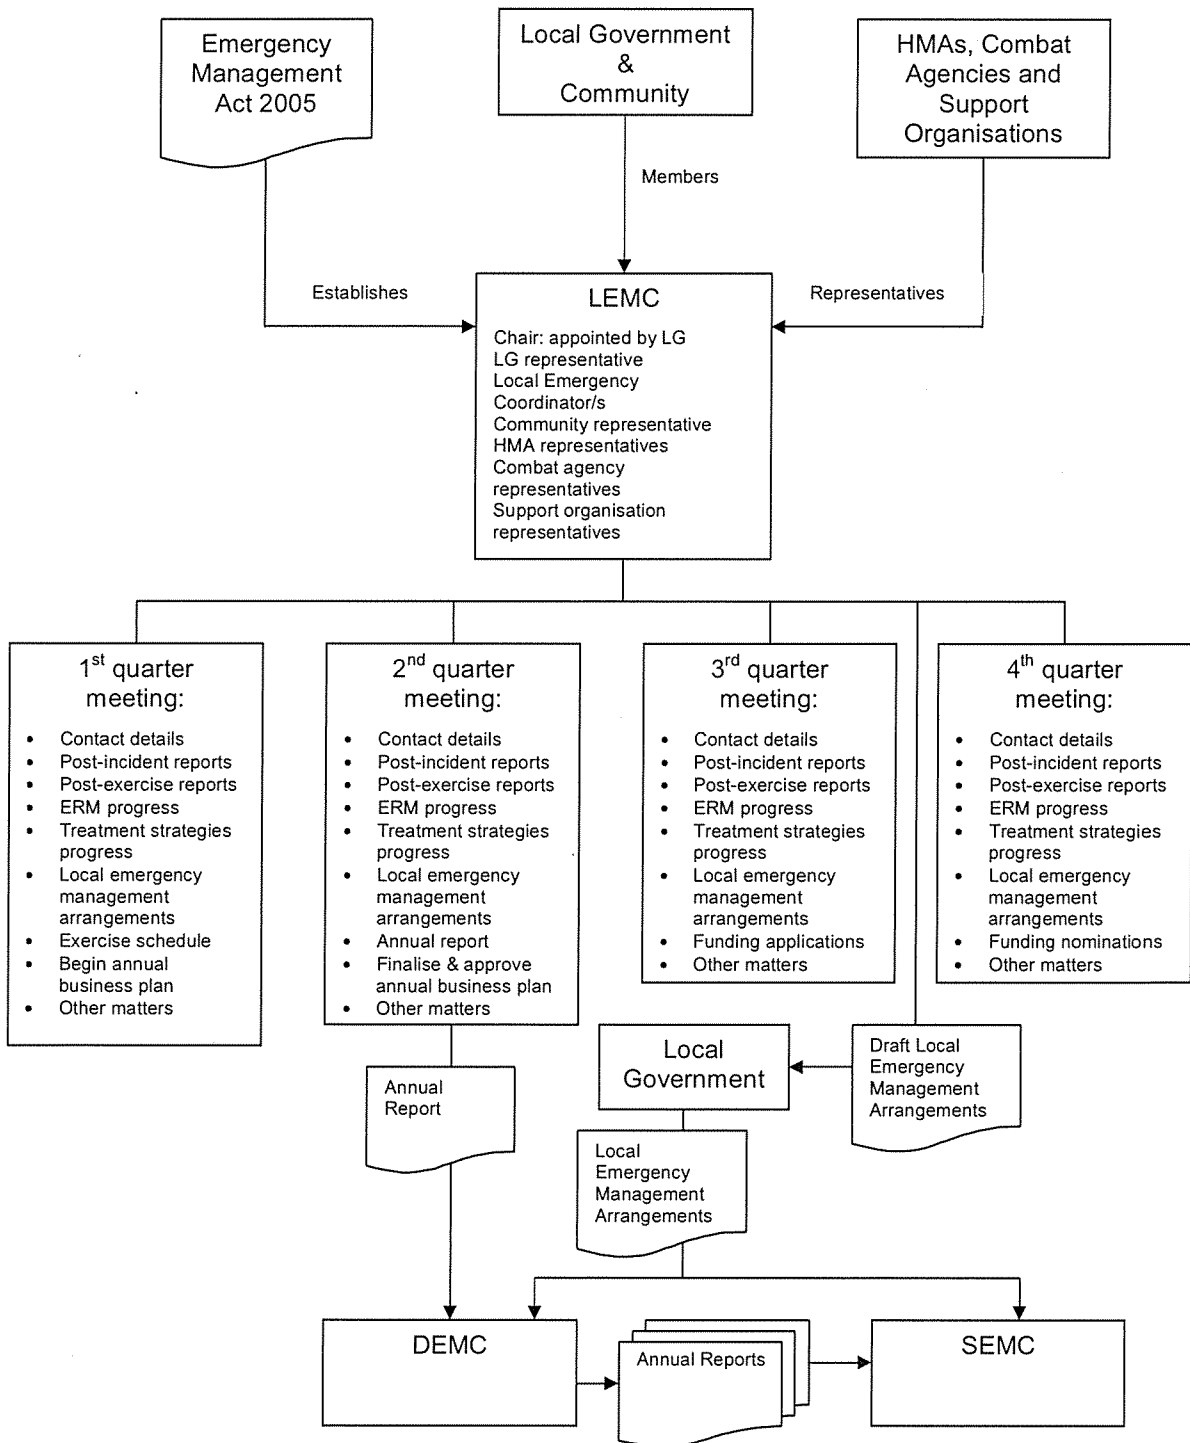 Emergency
Management
Act 2005
Local Government
&
Community
HMAs, Combat
Agencies and
Support
Organisations
Members
Establishes
Representatives
LEMC
Chair: appointed by LG
LG representative
Local Emergency
Coordinator/s
Community representative
HMA representatives
Combat agency
representatives
Support organisation
representatives
1st quarter
meeting:
• Contact details
• Post-incident reports
• Post-exercise reports
• ERM progress
• Treatment strategies
progress
• Local emergency
management
arrangements
• Exercise schedule
• Begin annual
business plan
• Other matters
2nd quarter
meeting:
• Contact details
• Post-incident reports
• Post-exercise reports
• ERM progress
• Treatment strategies
progress
• Local emergency
management
arrangements
• Annual report
• Finalise & approve
annual business plan
• Other matters
3rd quarter
meeting:
• Contact details
• Post-incident reports
• Post-exercise reports
• ERM progress
• Treatment strategies
progress
• Local emergency
management
arrangements
• Funding applications
• Other matters
4th quarter
meeting:
• Contact details
• Post-incident reports
• Post-exercise reports
• ERM progress
• Treatment strategies
progress
• Local emergency
management
arrangements
• Funding nominations
• Other matters
Annual
Report
Local
Government
Draft Local
Emergency
Management
Arrangements
Local
Emergency
Management
Arrangements
DEMC
Annual Reports
SEMC